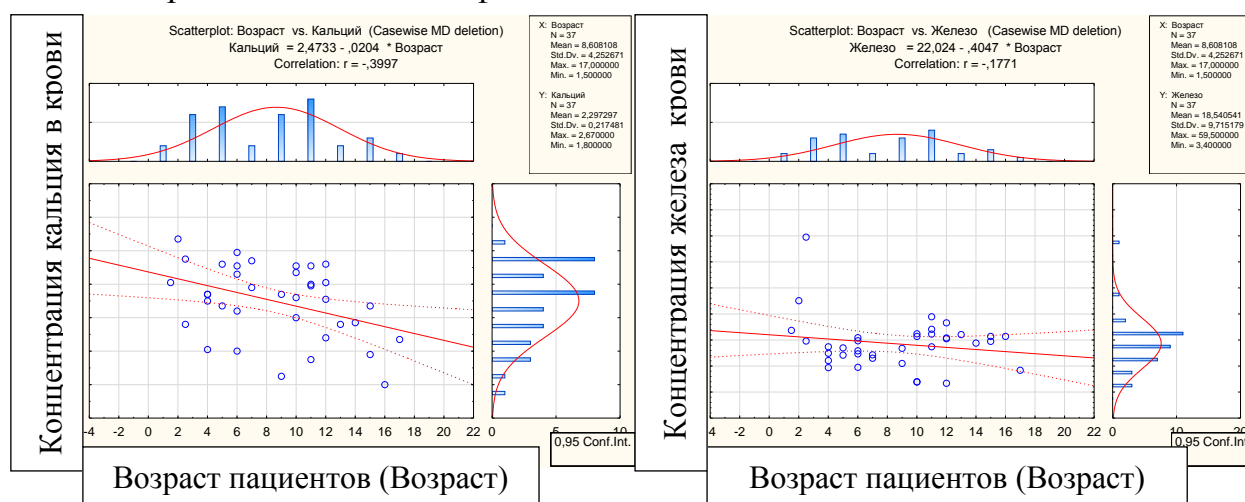 Концентрация кальция в крови
Scatterplot: Возраст vs. Кальций (Casewise MD deletion)
Кальций = 2,4733 - ,0204 * Возраст
Correlation: r = -,3997
X: Возраст
N = 37
Mean = 8,608108
Std.Dv. = 4,252671
Max. = 17,000000
Min. = 1,500000
Y: Кальций
N = 37
Mean = 2,297297
Std.Dv. = 0,217481
Max. = 2,670000
Min. = 1,800000
-4 -2 0 2 4 6 8 10 12 14 16 18 20 22
0 5 10
0,95 Conf.Int.
Возраст пациентов (Возраст)
Концентрация железа крови
Scatterplot: Возраст vs. Железо (Casewise MD deletion)
Железо = 22,024 - ,4047 * Возраст
Correlation: r = -,1771
X: Возраст
N = 37
Mean = 8,608108
Std.Dv. = 4,252671
Max. = 17,000000
Min. = 1,500000
Y: Железо
N = 37
Mean = 18,540541
Std.Dv. = 9,715179
Max. = 59,500000
Min. = 3,400000
-4 -2 0 2 4 6 8 10 12 14 16 18 20 22
0 10 20
0,95 Conf.Int
Возраст пациентов (Возраст)